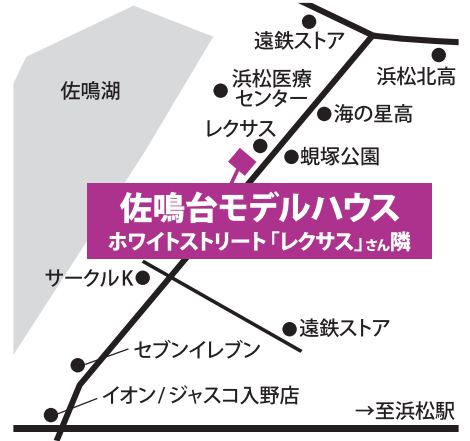 遠鉄ストア
浜松北高
佐鳴湖
浜松医療
センター
海の星高
レクサス
蜆塚公園
佐鳴台モデルハウス
ホワイトストリート「レクサス」さん隣
サークルK
遠鉄ストア
セブンイレブン
イオン/ジャスコ入野店
→至浜松駅